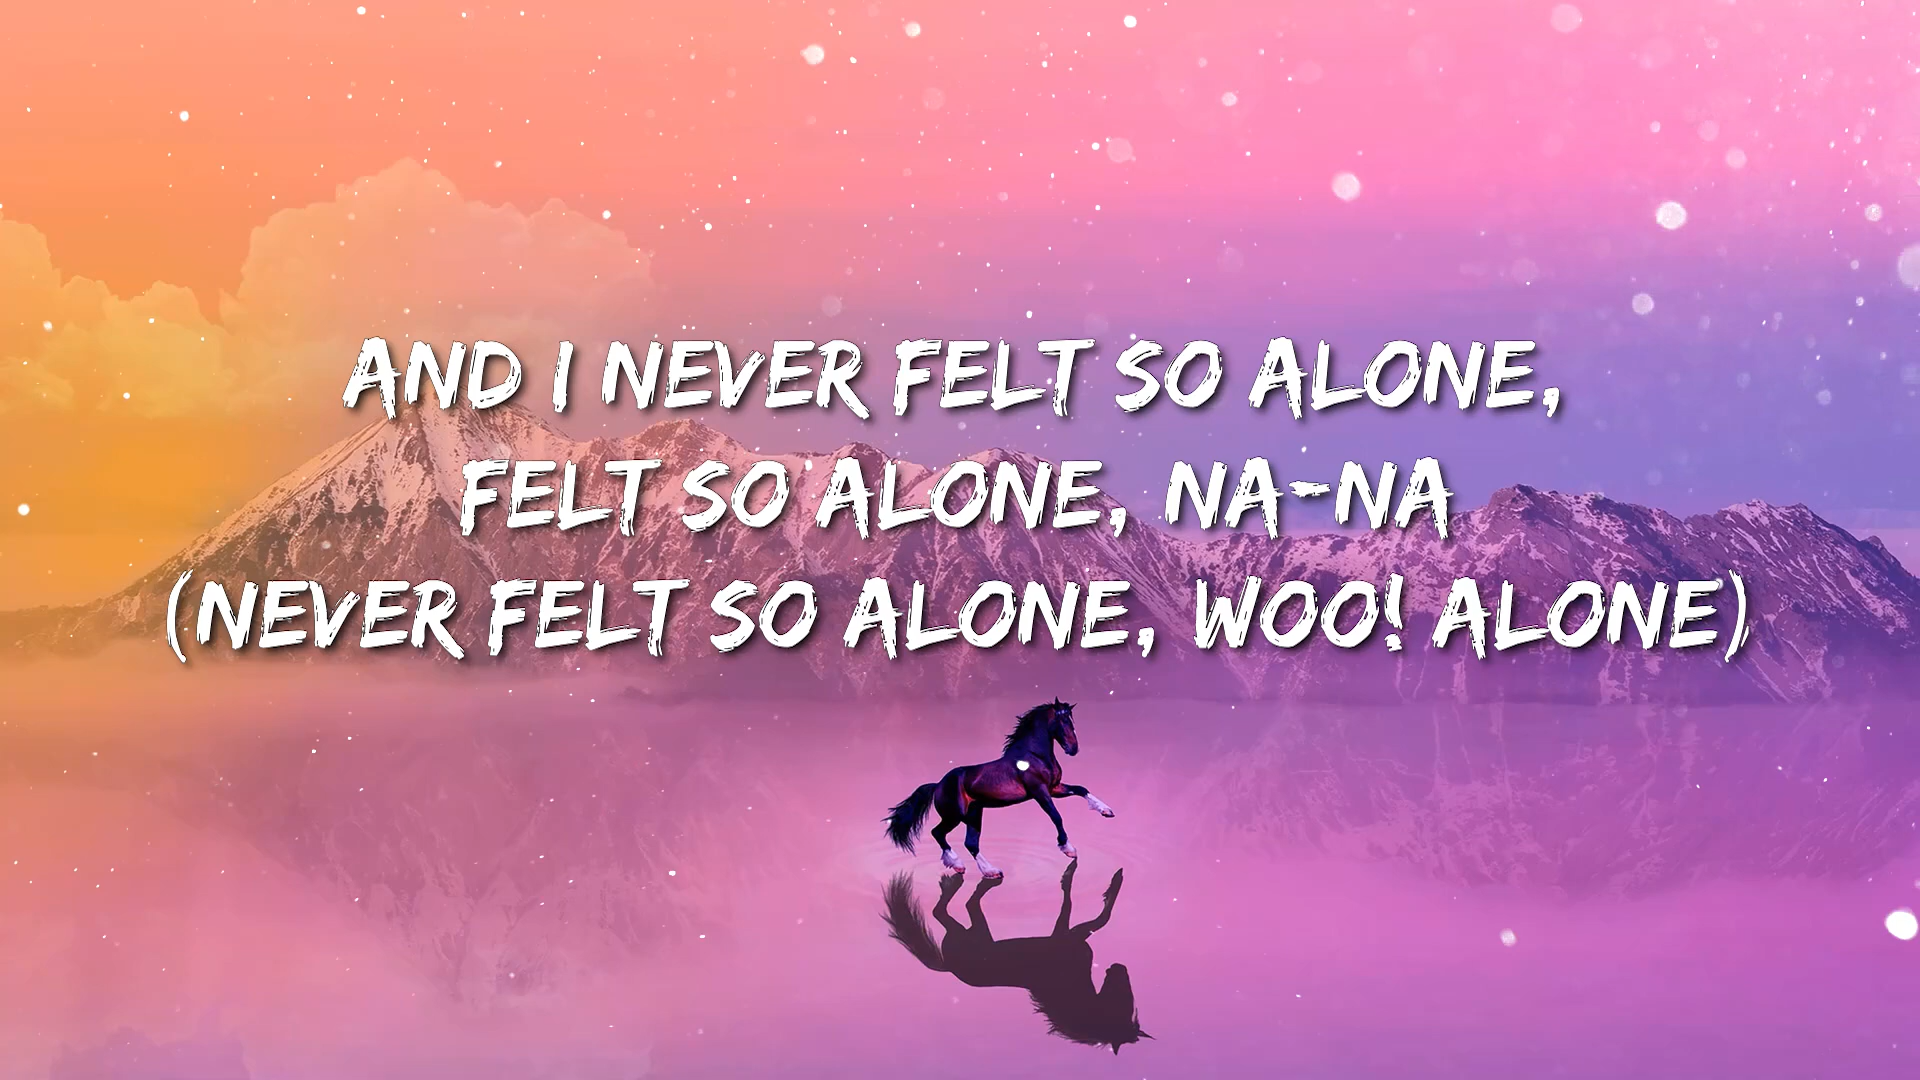 AND I NEVER FELT SO ALONE,
FELT SO ALONE, NA-NA
(NEVER FELT SO ALONE, WOO! ALONE)